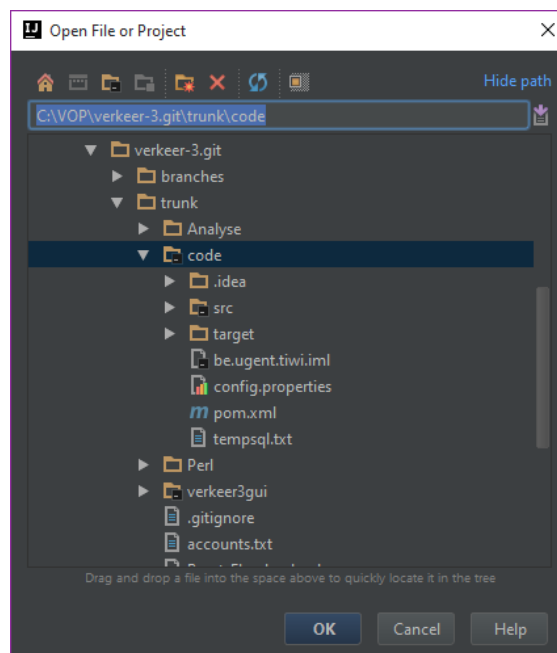 Open File or Project
Hide path
C:\VOP\verkeer-3.git\trunk\code
verkeer-3.git
branches
trunk
Analyse
code
.idea
src
target
be.ugent.tiwi.iml
config.properties
pom.xml
tempsql.txt
Perl
verkeer3gui
.gitignore
accounts.txt
Drag and drop a file into the space above to quickly locate it in the tree
OK
Cancel
Help